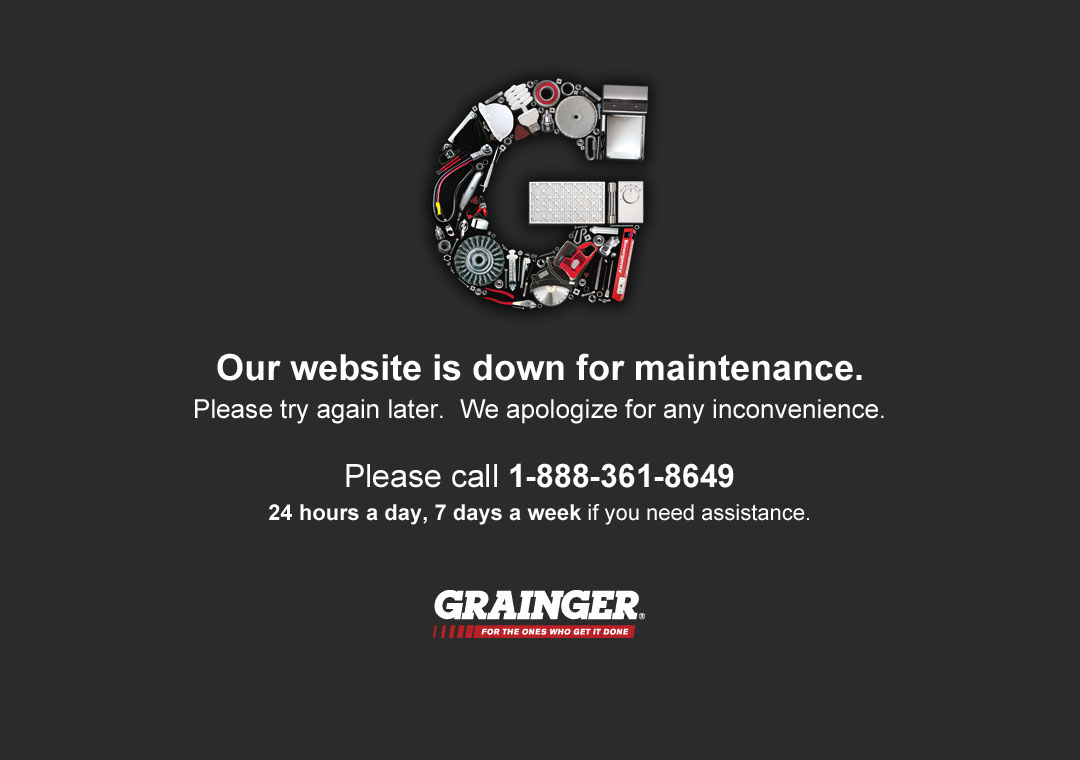 Our website is down for maintenance.
Please try again later.  We apologize for any inconvenience.
Please call 1-888-361-8649
24 hours a day, 7 days a week if you need assistance.
GRAINGER®
FOR THE ONES WHO GET IT DONE